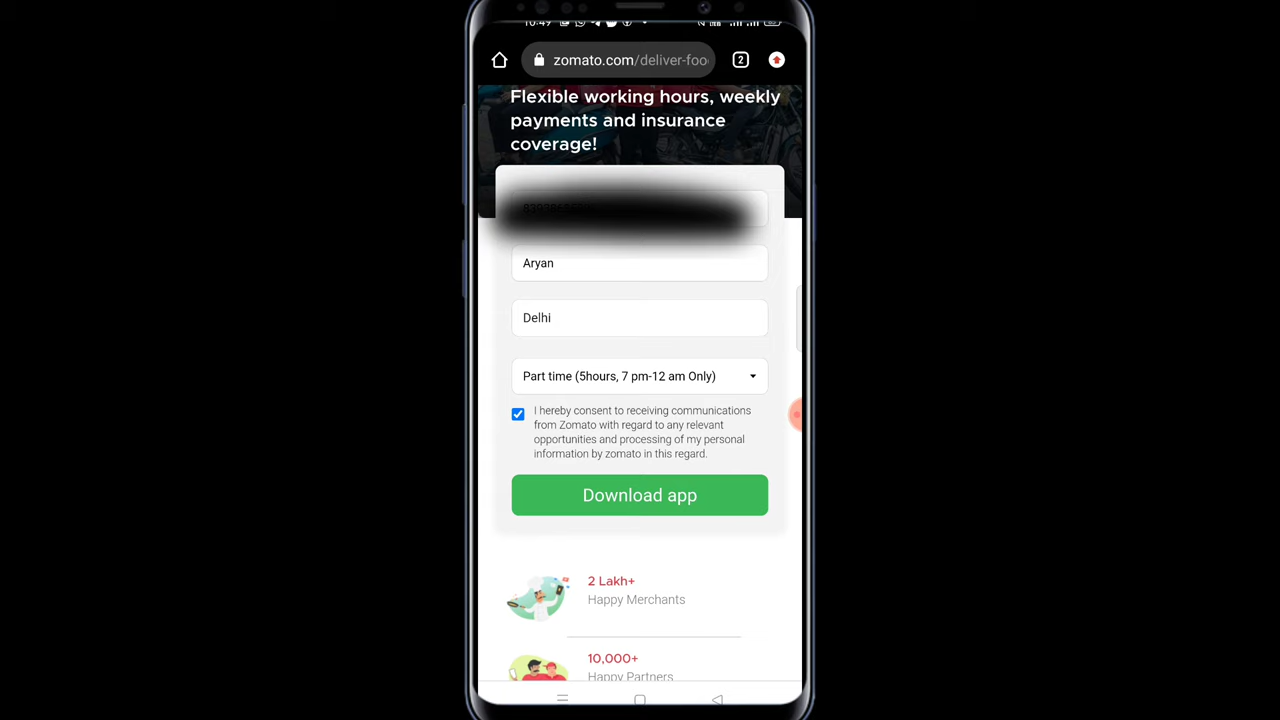 10:49
zomato.com/deliver-foo
2
Flexible working hours, weekly
payments and insurance
coverage!
Aryan
Delhi
Part time (5hours, 7 pm-12 am Only)
I hereby consent to receiving communications
from Zomato with regard to any relevant
opportunities and processing of my personal
information by zomato in this regard.
Download app
2 Lakh+
Happy Merchants
10,000+
Happy Partners